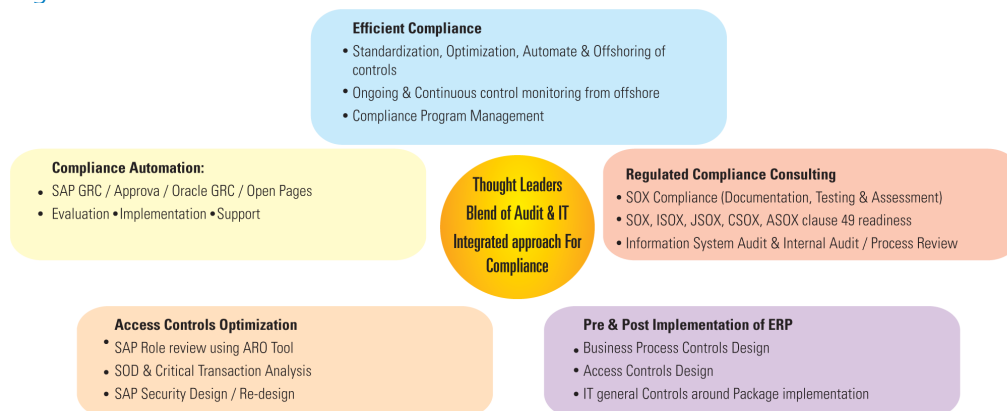 Efficient Compliance
• Standardization, Optimization, Automate & Offshoring of
controls
• Ongoing & Continuous control monitoring from offshore
• Compliance Program Management
Compliance Automation:
• SAP GRC / Approva / Oracle GRC / Open Pages
• Evaluation • Implementation • Support
Thought Leaders
Blend of Audit & IT
Integrated approach For
Compliance
Regulated Compliance Consulting
• SOX Compliance (Documentation, Testing & Assessment)
• SOX, ISOX, JSOX, CSOX, ASOX clause 49 readiness
• Information System Audit & Internal Audit / Process Review
Access Controls Optimization
• SAP Role review using ARO Tool
• SOD & Critical Transaction Analysis
• SAP Security Design / Re-design
Pre & Post Implementation of ERP
• Business Process Controls Design
• Access Controls Design
• IT general Controls around Package implementation